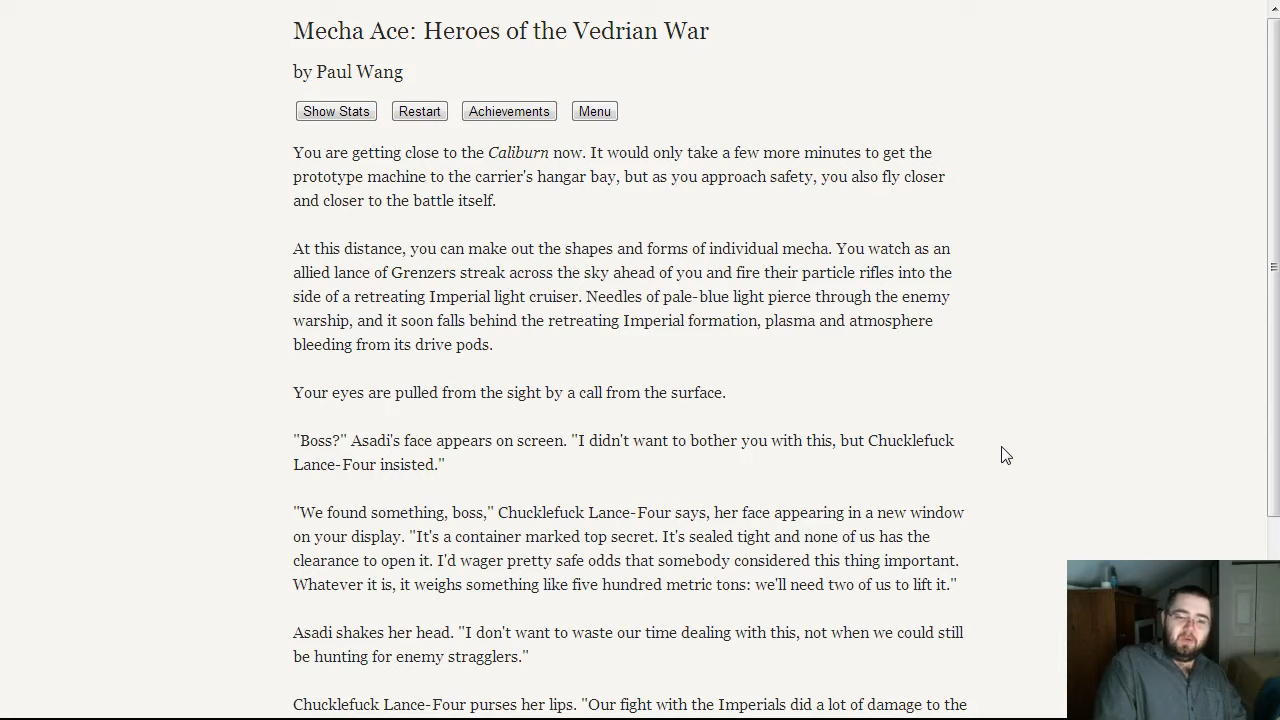 Mecha Ace: Heroes of the Vedrian War
by Paul Wang
Show Stats Restart Achievements Menu
You are getting close to the Caliburn now. It would only take a few more minutes to get the
prototype machine to the carrier's hangar bay, but as you approach safety, you also fly closer
and closer to the battle itself.
At this distance, you can make out the shapes and forms of individual mecha. You watch as an
allied lance of Grenzers streak across the sky ahead of you and fire their particle rifles into the
side of a retreating Imperial light cruiser. Needles of pale-blue light pierce through the enemy
warship, and it soon falls behind the retreating Imperial formation, plasma and atmosphere
bleeding from its drive pods.
Your eyes are pulled from the sight by a call from the surface.
"Boss?" Asadi's face appears on screen. "I didn't want to bother you with this, but Chucklefuck
Lance-Four insisted."
"We found something, boss," Chucklefuck Lance-Four says, her face appearing in a new window
on your display. "It's a container marked top secret. It's sealed tight and none of us has the
clearance to open it. I'd wager pretty safe odds that somebody considered this thing important.
Whatever it is, it weighs something like five hundred metric tons: we'll need two of us to lift it."
Asadi shakes her head. "I don't want to waste our time dealing with this, not when we could still
be hunting for enemy stragglers."
Chucklefuck Lance-Four purses her lips. "Our fight with the Imperials did a lot of damage to the